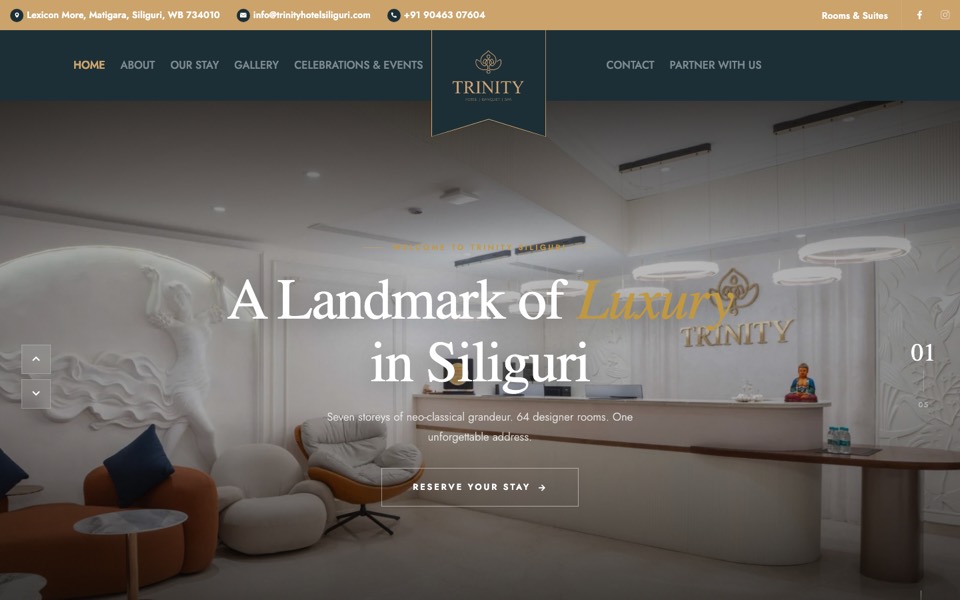 Lexicon More, Matigara, Siliguri, WB 734010
info@trinityhotelsiliguri.com
+91 90463 07604
Rooms & Suites
HOME
ABOUT
OUR STAY
GALLERY
CELEBRATIONS & EVENTS
TRINITY
CONTACT
PARTNER WITH US
WELCOME TO TRINITY SILIGURI
A Landmark of Luxury
in Siliguri
TRINITY
Seven storeys of neo-classical grandeur. 64 designer rooms. One
unforgettable address.
RESERVE YOUR STAY
01
05